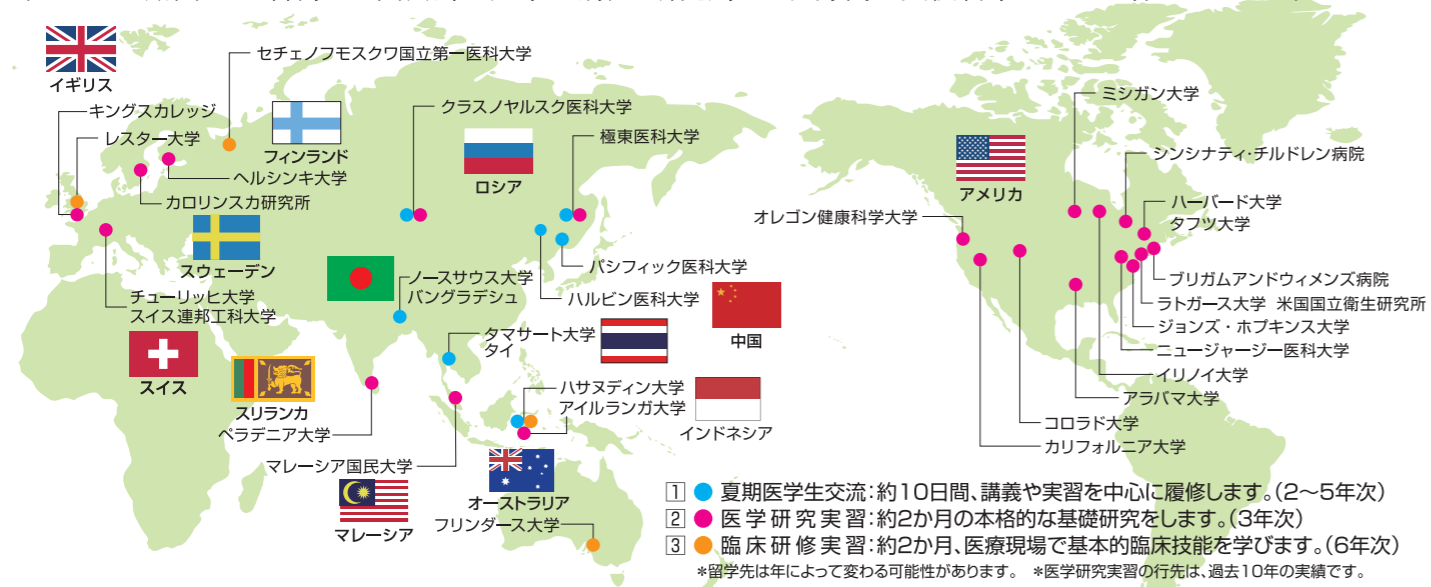 イギリス
セチェノフモスクワ国立第一医科大学
キングスカレッジ
レスター大学
フィンランド
ヘルシンキ大学
カロリンスカ研究所
スウェーデン
チューリッヒ大学
スイス連邦工科大学
スイス
クラスノヤルスク医科大学
ロシア
極東医科大学
パシフィック医科大学
ハルビン医科大学
中国
ノースサウス大学
バングラデシュ
タマサート大学
タイ
スリランカ
ペラデニア大学
ハサヌディン大学
アイルランガ大学
インドネシア
マレーシア国民大学
マレーシア
オーストラリア
フリンダース大学
アメリカ
ミシガン大学
シンシナティ・チルドレン病院
ハーバード大学
タフツ大学
オレゴン健康科学大学
ブリガムアンドウィメンズ病院
ラトガース大学 米国国立衛生研究所
ジョンズ・ホプキンス大学
ニュージャージー医科大学
イリノイ大学
アラバマ大学
コロラド大学
カリフォルニア大学
1 ● 夏期医学生交流:約10日間、講義や実習を中心に履修します。(2～5年次)
2 ● 医学研究実習:約2か月の本格的な基礎研究をします。(3年次)
3 ● 臨床研修実習:約2か月、医療現場で基本的臨床技能を学びます。(6年次)
＊留学先は年によって変わる可能性があります。 ＊医学研究実習の行先は、過去10年の実績です。